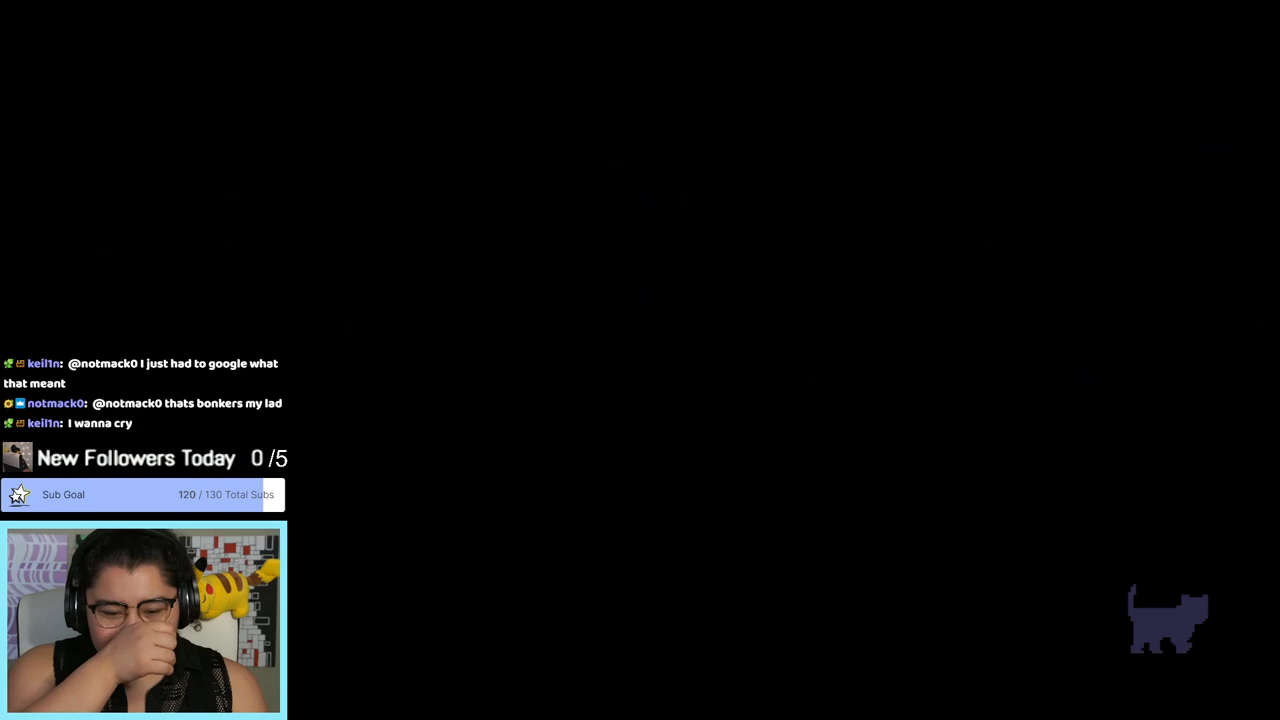 keil1n: @notmack0 I just had to google what
that meant
notmack0: @notmack0 thats bonkers my lad
keil1n: I wanna cry
New Followers Today 0 /5
Sub Goal 120 / 130 Total Subs